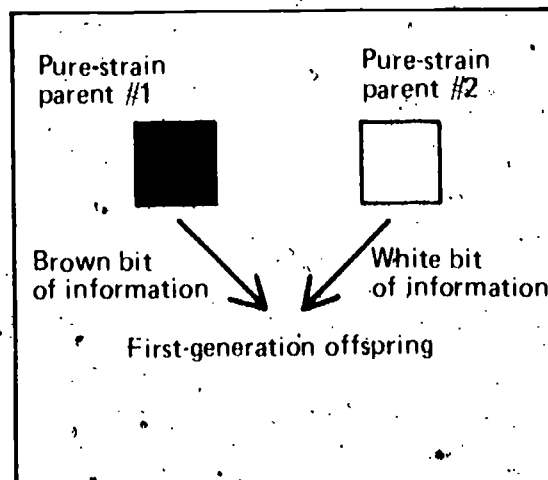 Pure-strain
parent #1
Pure-strain
parent #2
Brown bit
of information
White bit
of information
First-generation offspring